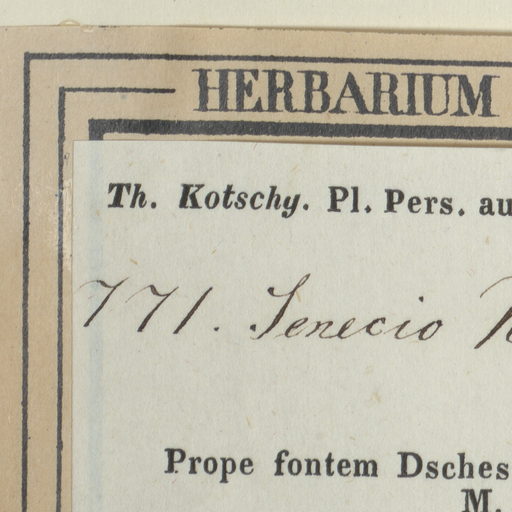 HERBARIUM
Th. Kotschy. Pl. Pers. au
771. Senecio
Prope fontem Dsches
M.